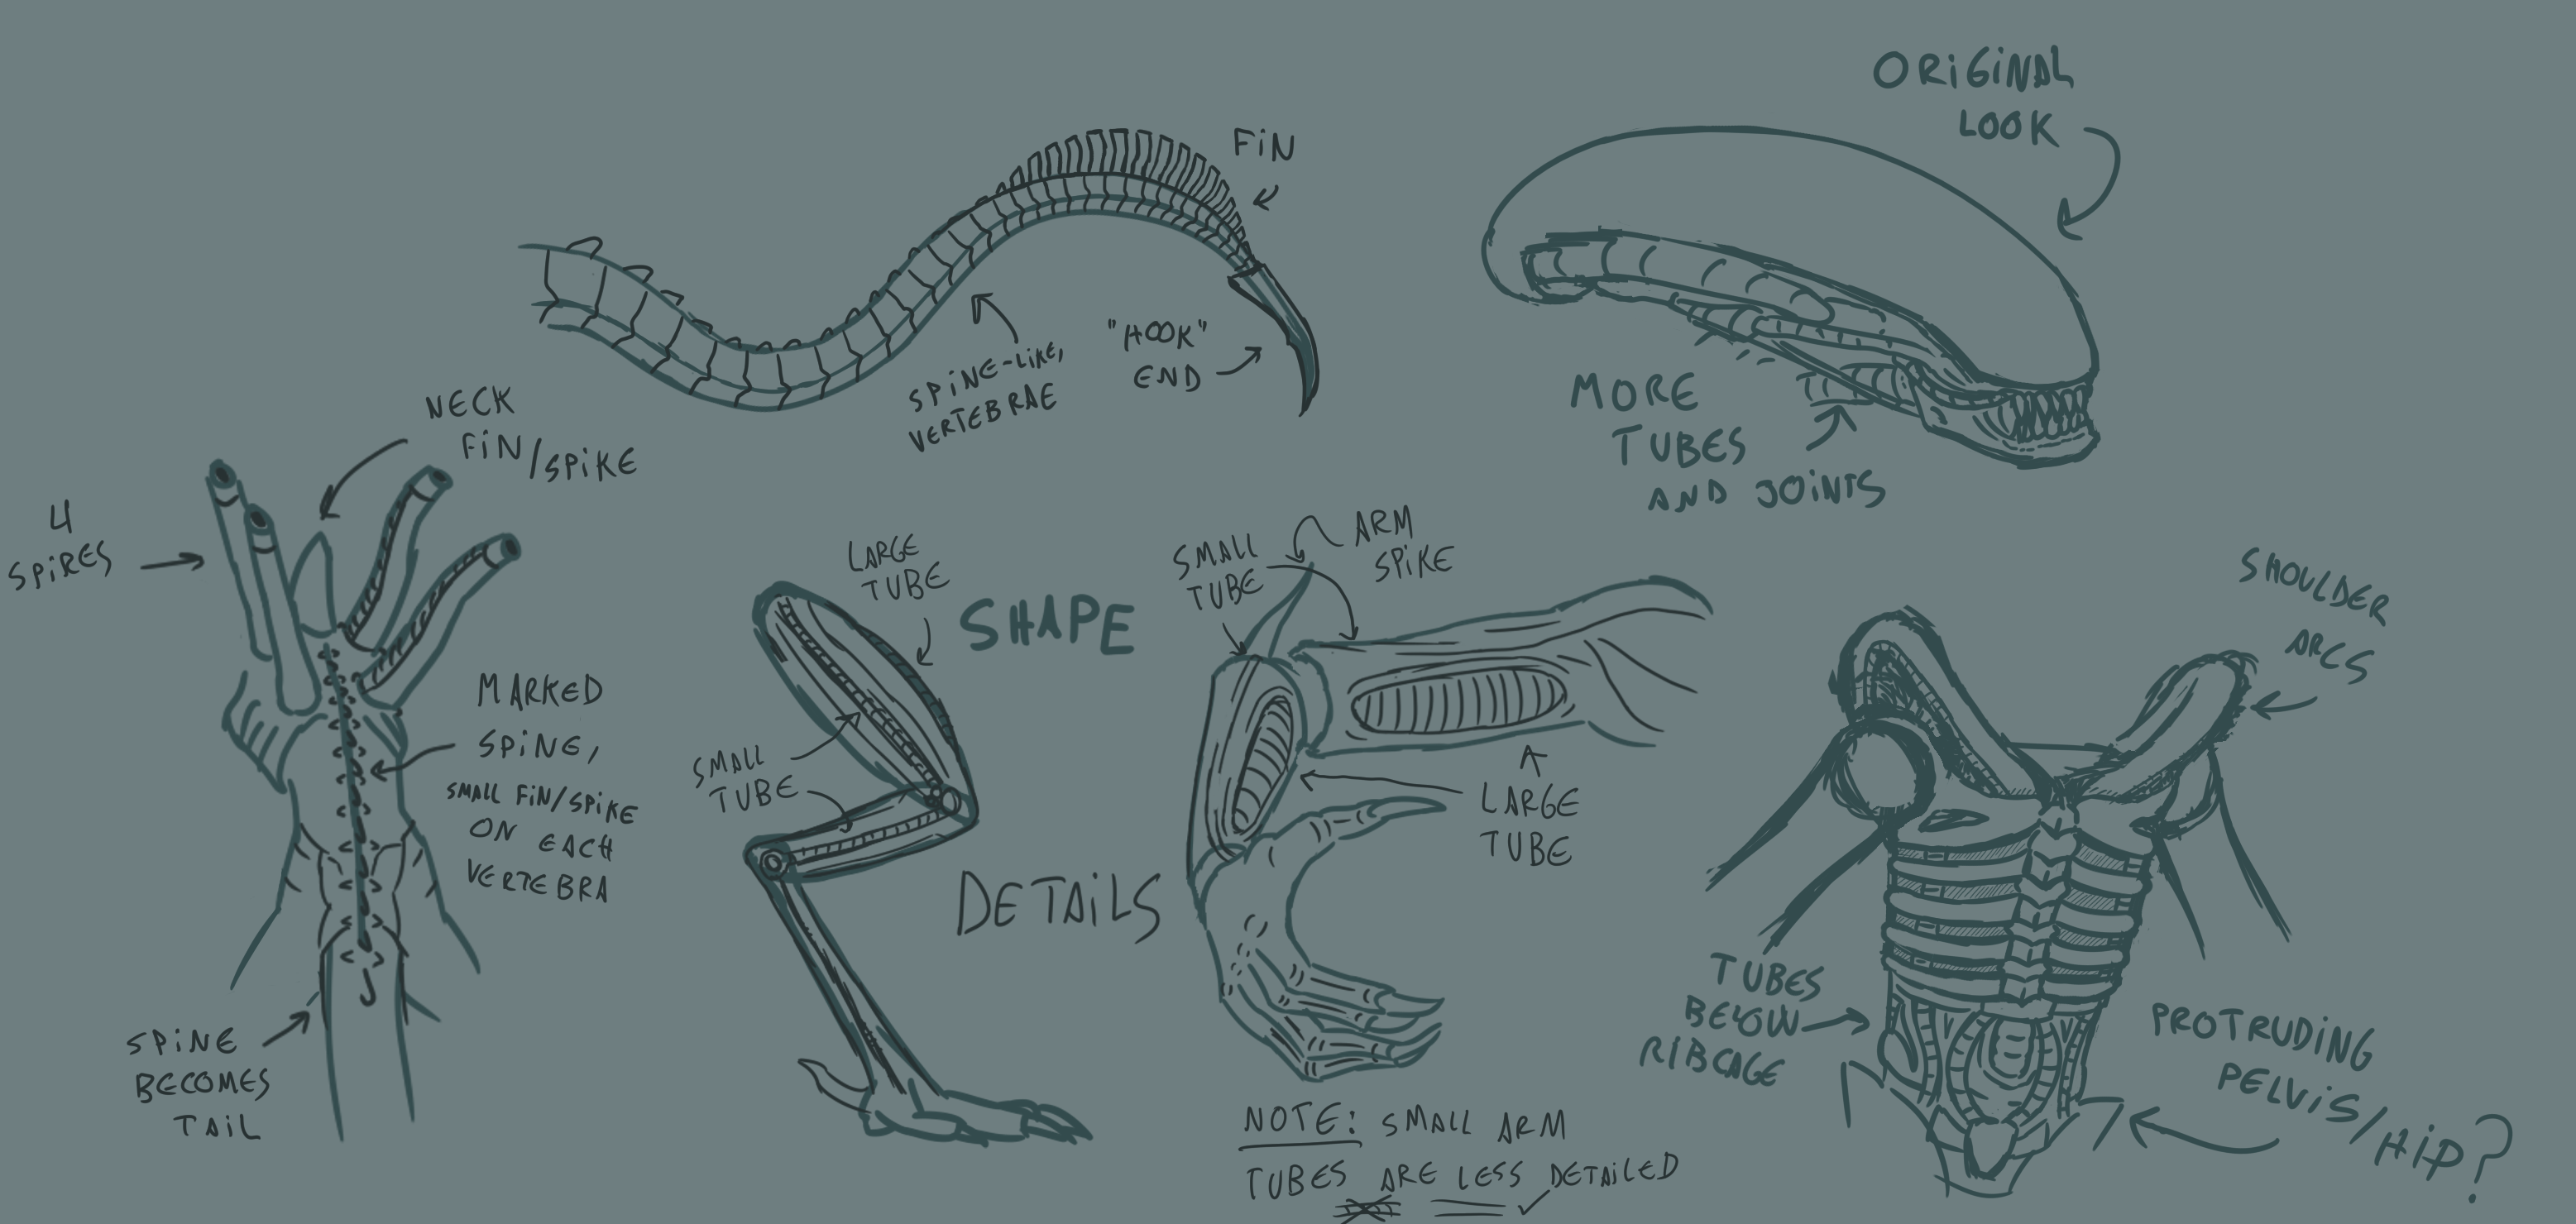 ORIGINAL
LOOK
FIN
"HOOK"
END
SPINE-LIKE,
VERTEBRAE
MORE
TUBES
AND JOINTS
NECK
FIN/SPIKE
4
SPIRES
MARKED
SPINE,
SMALL FIN/SPIKE
ON EACH
VERTEBRA
SPINE
BECOMES
TAIL
LARGE
TUBE
SHAPE
SMALL
TUBE
DETAILS
SMALL
TUBE
ARM
SPIKE
LARGE
TUBE
NOTE: SMALL ARM
TUBES ARE LESS DETAILED
SHOULDER
ARCS
TUBES
BELOW
RIBCAGE
PROTRUDING
PELVIS/HIP?